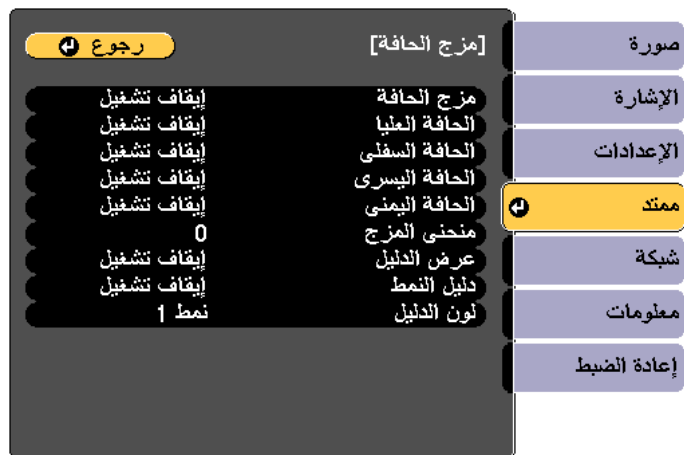 [مزج الحافة] رجوع
مزج الحافة إيقاف تشغيل
الحافة العليا إيقاف تشغيل
الحافة السفلى إيقاف تشغيل
الحافة اليسرى إيقاف تشغيل
الحافة اليمنى إيقاف تشغيل
منحنى المزج 0
عرض الدليل إيقاف تشغيل
دليل النمط إيقاف تشغيل
لون الدليل نمط 1
صورة
الإشارة
الإعدادات
ممتد
شبكة
معلومات
إعادة الضبط